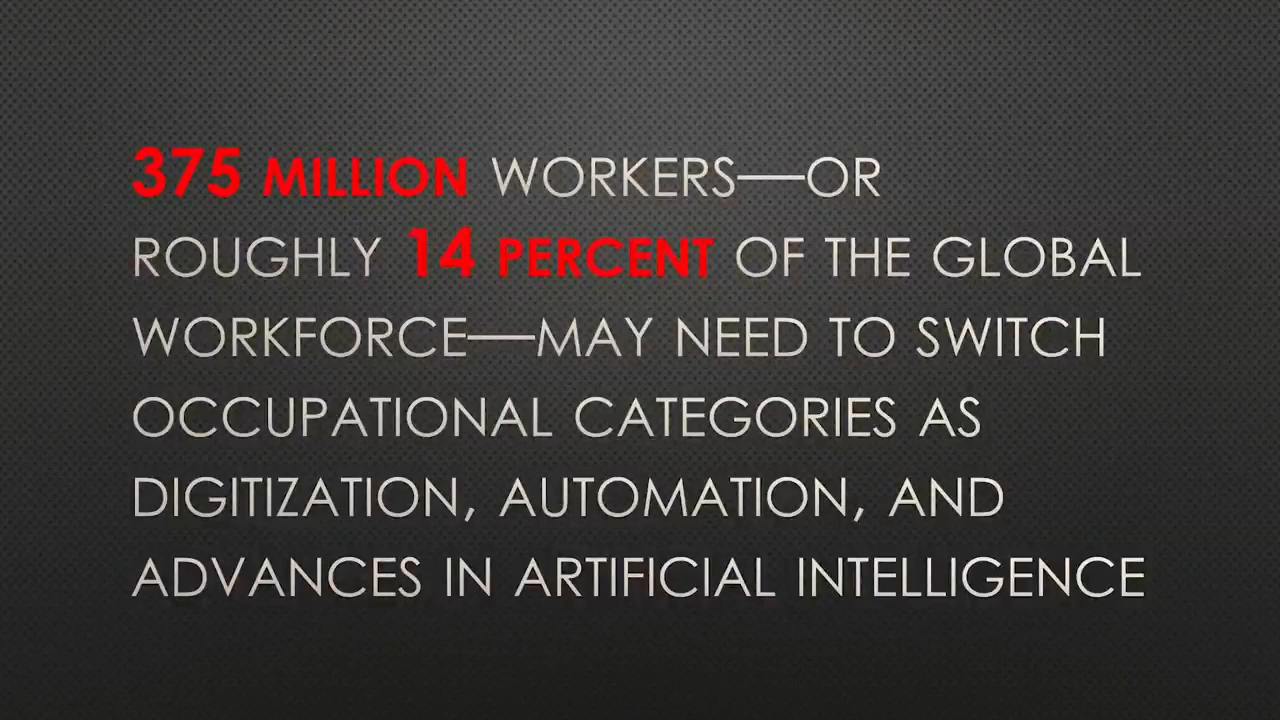 375 MILLION WORKERS—OR
ROUGHLY 14 PERCENT OF THE GLOBAL
WORKFORCE—MAY NEED TO SWITCH
OCCUPATIONAL CATEGORIES AS
DIGITIZATION, AUTOMATION, AND
ADVANCES IN ARTIFICIAL INTELLIGENCE